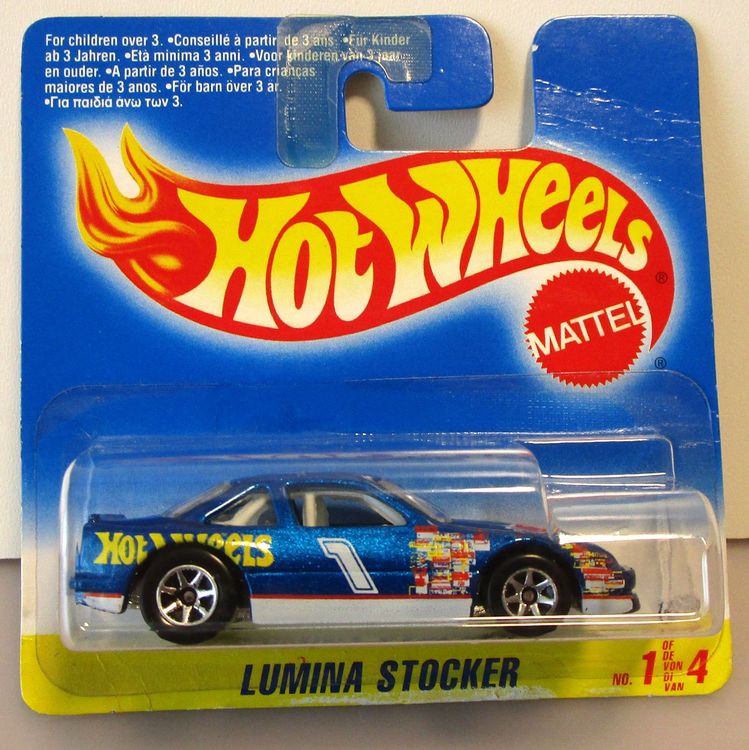 For children over 3. •Conseillé à partir de 3 ans. •Für Kinder
ab 3 Jahren. •Età minima 3 anni. •Voor kinderen van 3 jaar
en ouder. •A partir de 3 años. •Para crianças
maiores de 3 anos. •För barn över 3 år.
•Για παιδιά άνω των 3.
HOT WHEELS
®
MATTEL
®
HOT WHEELS
1
LUMINA STOCKER
NO. 1 OF DE VON DI VAN 4